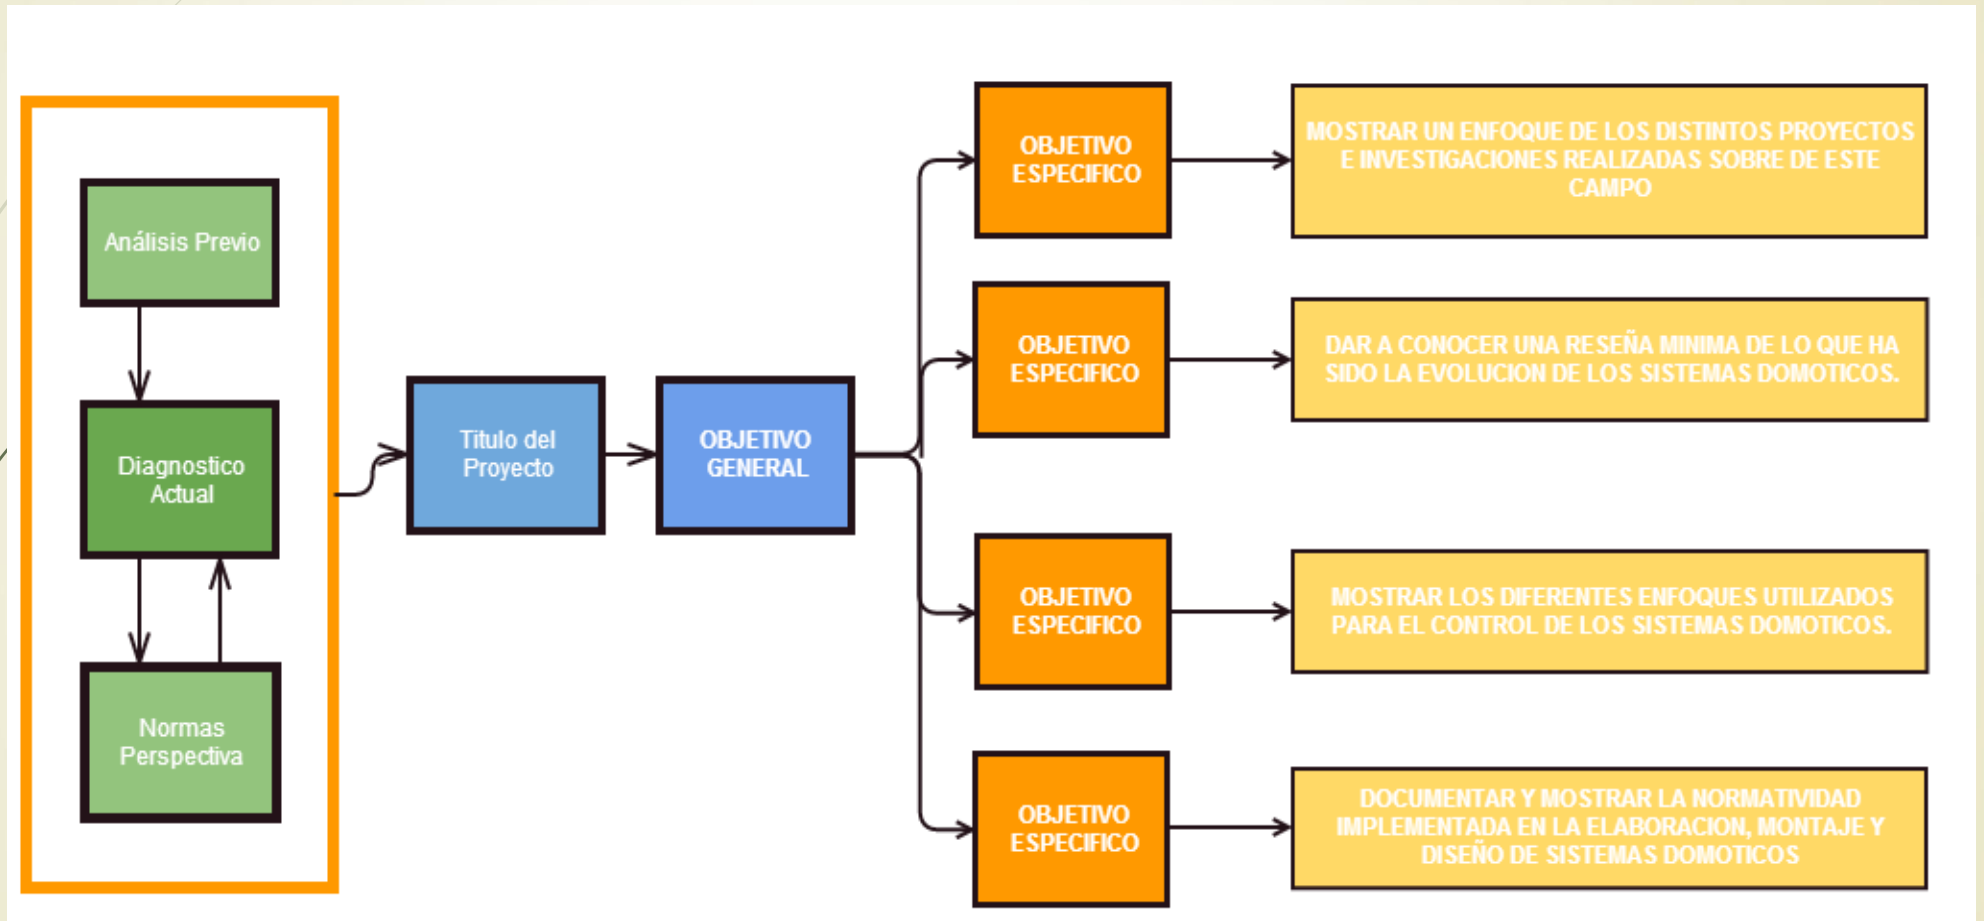 Análisis Previo
Diagnostico
Actual
Normas
Perspectiva
Titulo del
Proyecto
OBJETIVO
GENERAL
OBJETIVO
ESPECIFICO
MOSTRAR UN ENFOQUE DE LOS DISTINTOS PROYECTOS
E INVESTIGACIONES REALIZADAS SOBRE DE ESTE
CAMPO
OBJETIVO
ESPECIFICO
DAR A CONOCER UNA RESEÑA MINIMA DE LO QUE HA
SIDO LA EVOLUCION DE LOS SISTEMAS DOMOTICOS.
OBJETIVO
ESPECIFICO
MOSTRAR LOS DIFERENTES ENFOQUES UTILIZADOS
PARA EL CONTROL DE LOS SISTEMAS DOMOTICOS.
OBJETIVO
ESPECIFICO
DOCUMENTAR Y MOSTRAR LA NORMATIVIDAD
IMPLEMENTADA EN LA ELABORACION, MONTAJE Y
DISEÑO DE SISTEMAS DOMOTICOS